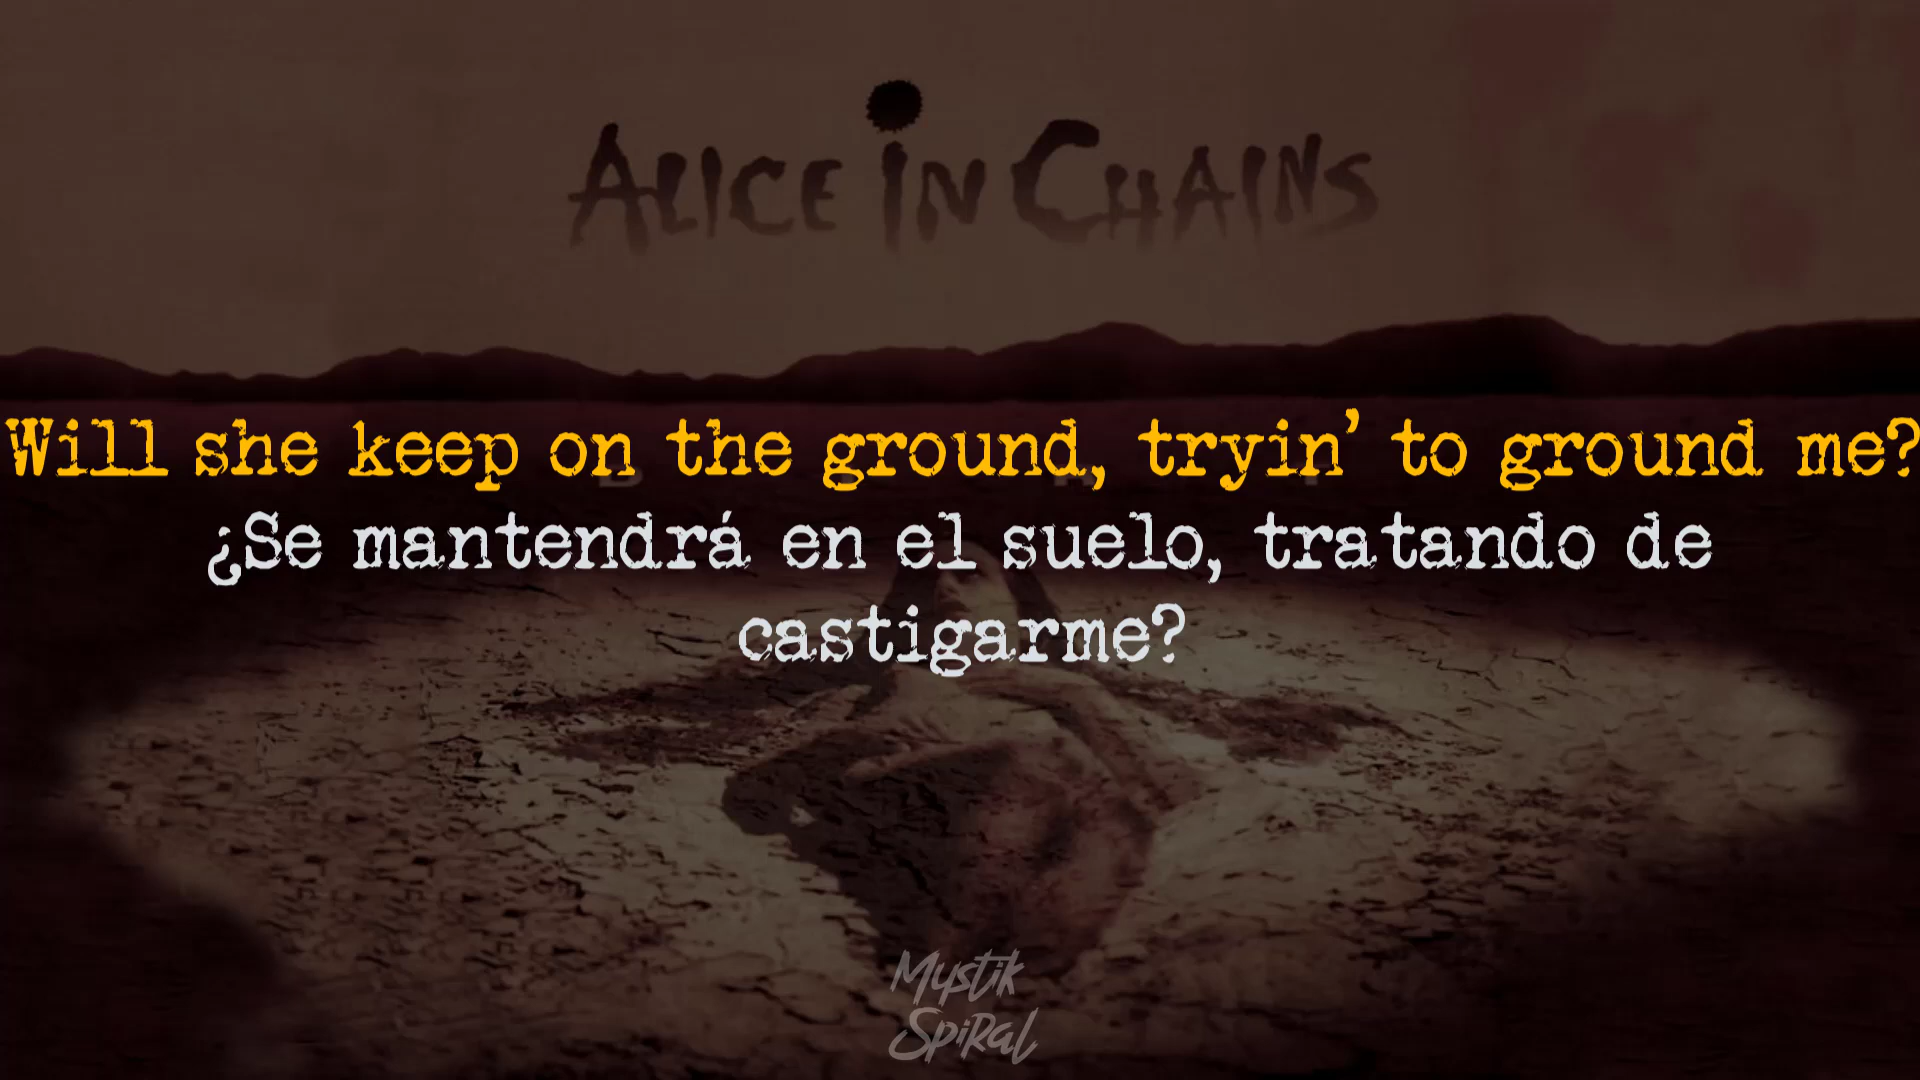 ALICE IN CHAINS
Will she keep on the ground, tryin' to ground me?
¿Se mantendrá en el suelo, tratando de
castigarme?
Mystik
Spiral